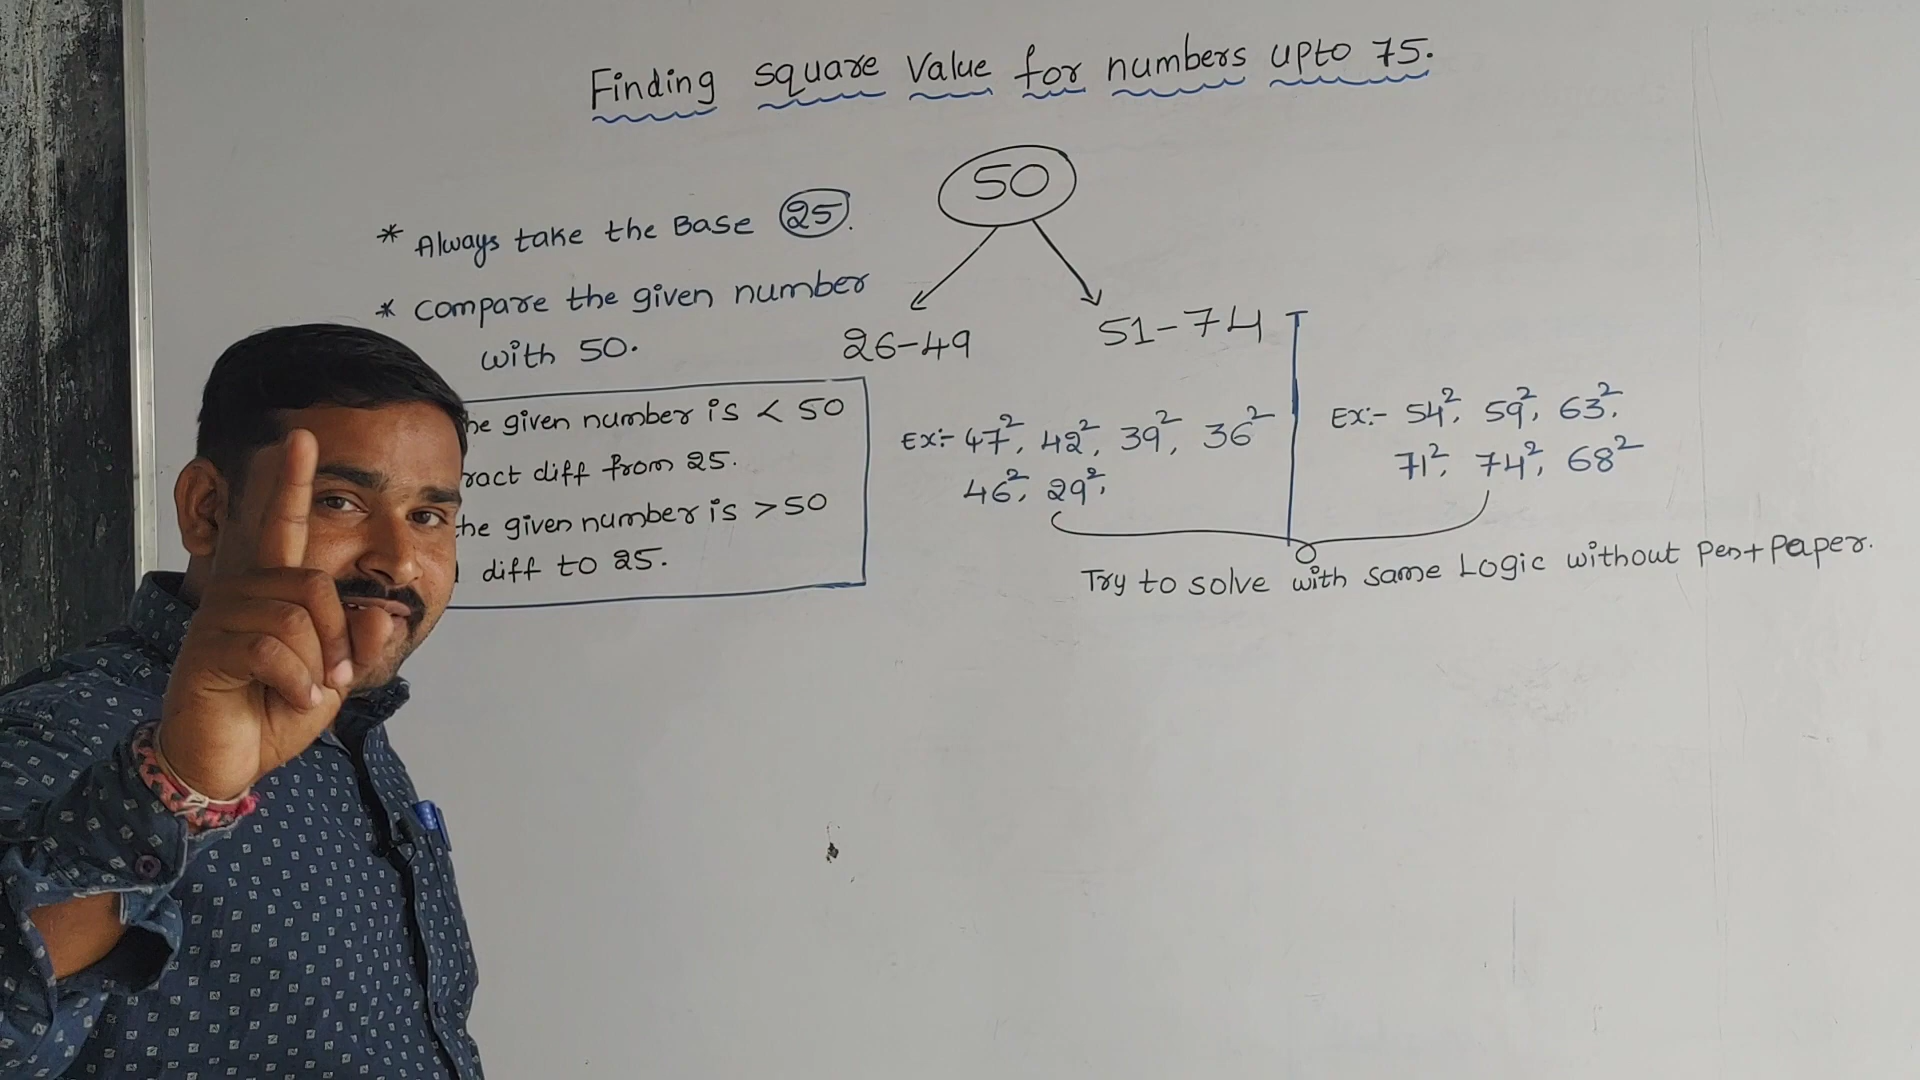 Finding square Value for numbers upto 75.
50
* Always take the Base 25.
* Compare the given number
with 50.
26-49
51-74
given number is < 50
diff from 25.
the given number is > 50
diff to 25.
Ex:- 47², 42², 39², 36²
46², 29²,
Ex:- 54², 59², 63²,
71², 74², 68²
Try to solve with same Logic without Pen+Paper.